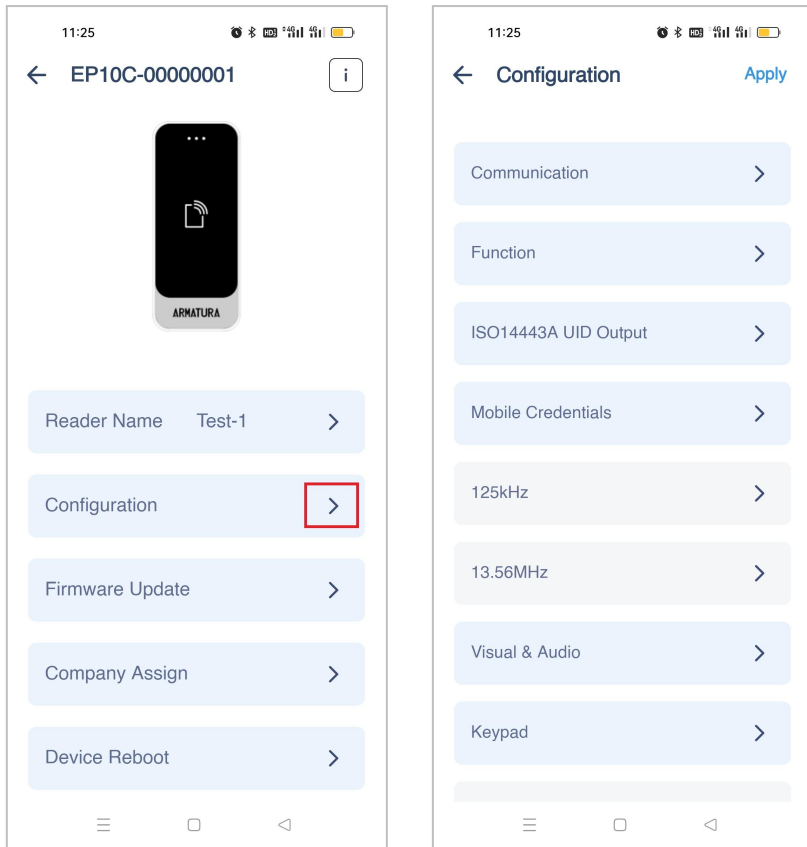 11:25
EP10C-00000001
i
ARMATURA
Reader Name Test-1
Configuration
Firmware Update
Company Assign
Device Reboot
11:25
Configuration Apply
Communication
Function
ISO14443A UID Output
Mobile Credentials
125kHz
13.56MHz
Visual & Audio
Keypad